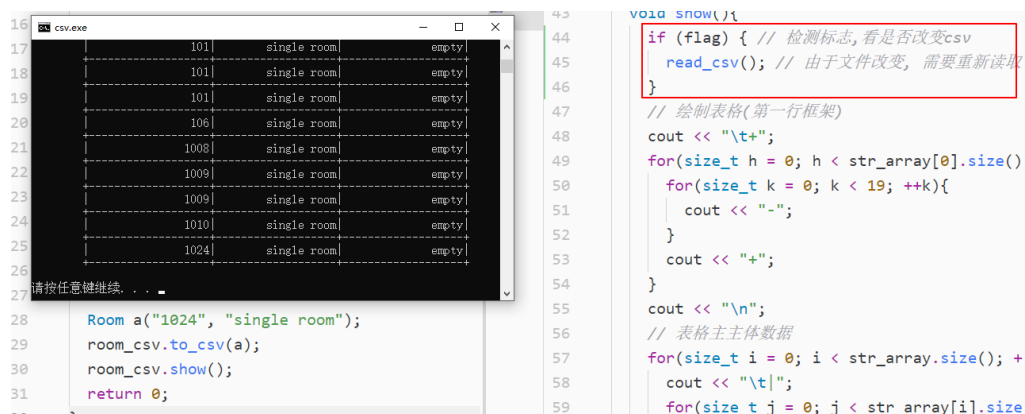 csv.exe
| 101| single room| empty|
+-------------------+-------------------+-------------------+
| 101| single room| empty|
+-------------------+-------------------+-------------------+
| 101| single room| empty|
+-------------------+-------------------+-------------------+
| 106| single room| empty|
+-------------------+-------------------+-------------------+
| 1008| single room| empty|
+-------------------+-------------------+-------------------+
| 1009| single room| empty|
+-------------------+-------------------+-------------------+
| 1009| single room| empty|
+-------------------+-------------------+-------------------+
| 1010| single room| empty|
+-------------------+-------------------+-------------------+
| 1024| single room| empty|
+-------------------+-------------------+-------------------+
请按任意键继续. . .
16
17
18
19
20
21
22
23
24
25
26
27
28 Room a("1024", "single room");
29 room_csv.to_csv(a);
30 room_csv.show();
31 return 0;
43 void show(){
44 if (flag) { // 检测标志,看是否改变csv
45 read_csv(); // 由于文件改变, 需要重新读取
46 }
47 // 绘制表格(第一行框架)
48 cout << "\t+";
49 for(size_t h = 0; h < str_array[0].size()
50 for(size_t k = 0; k < 19; ++k){
51 cout << "-";
52 }
53 cout << "+";
54 }
55 cout << "\n";
56 // 表格主主体数据
57 for(size_t i = 0; i < str_array.size(); +
58 cout << "\t|";
59 for(size_t j = 0; j < str_array[i].size